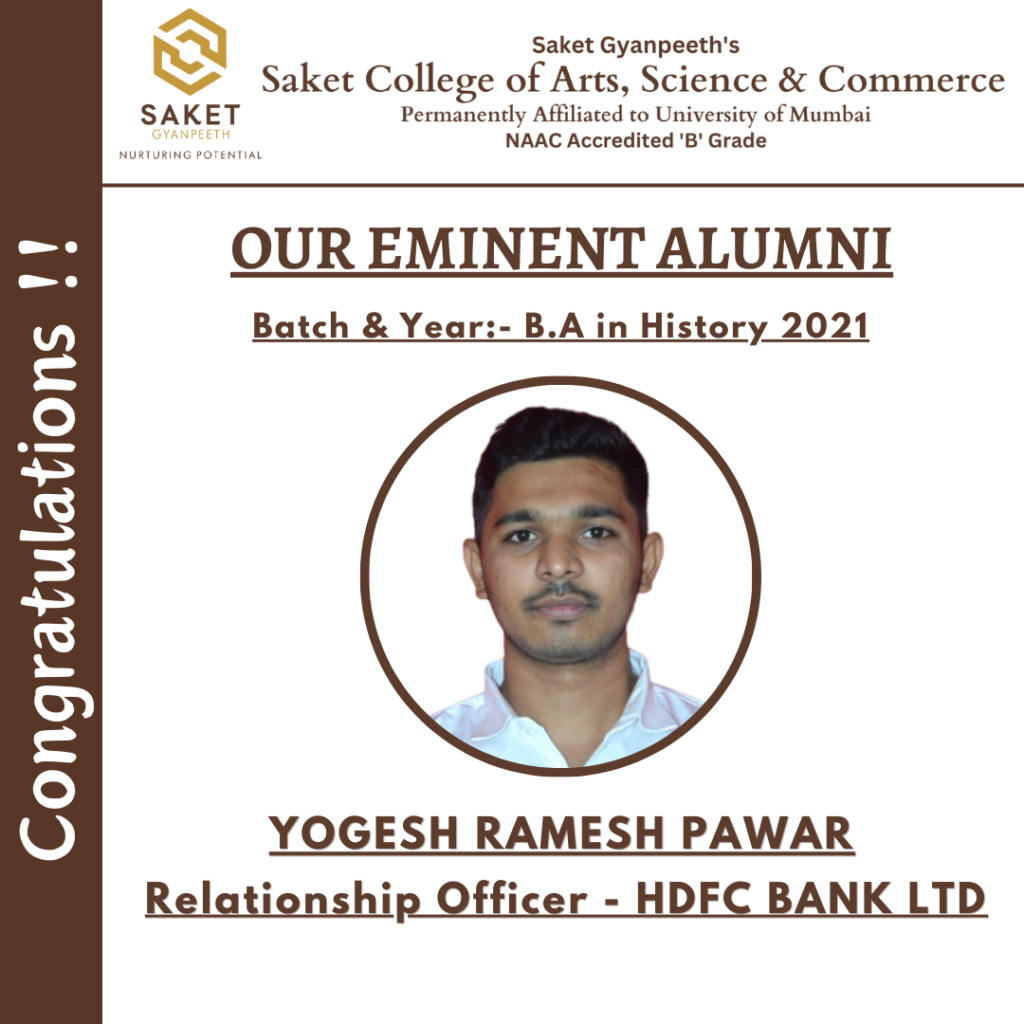 SAKET
GYANPEETH
NURTURING POTENTIAL
Saket Gyanpeeth's
Saket College of Arts, Science & Commerce
Permanently Affiliated to University of Mumbai
NAAC Accredited 'B' Grade
Congratulations !!
OUR EMINENT ALUMNI
Batch & Year:- B.A in History 2021
YOGESH RAMESH PAWAR
Relationship Officer - HDFC BANK LTD